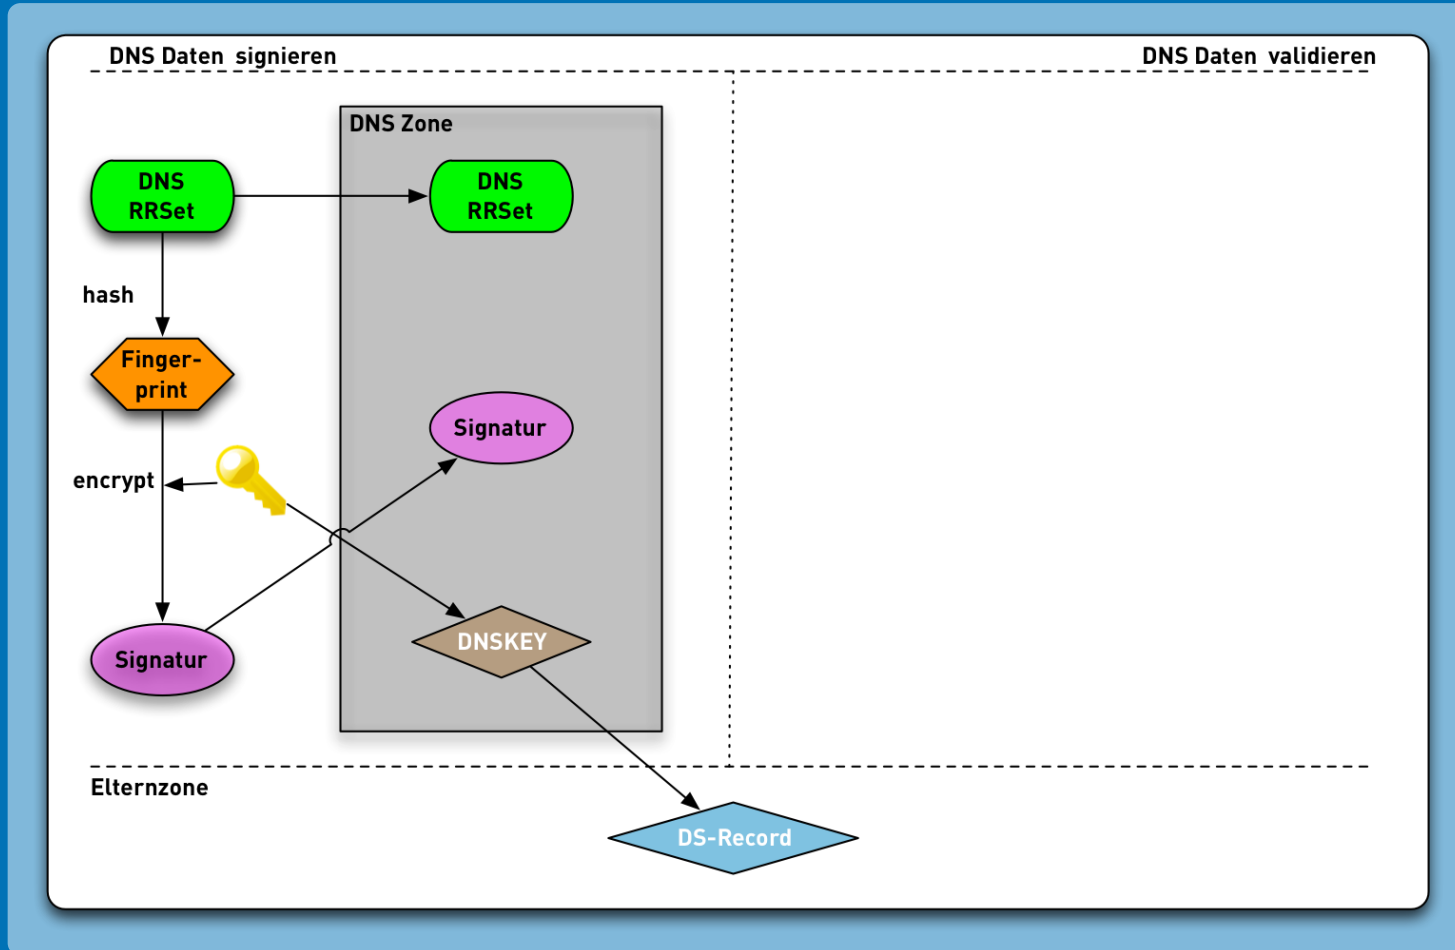 DNS Daten signieren
DNS Daten validieren
DNS Zone
DNS
RRSet
DNS
RRSet
hash
Finger-
print
Signatur
encrypt
DNSKEY
Signatur
Elternzone
DS-Record